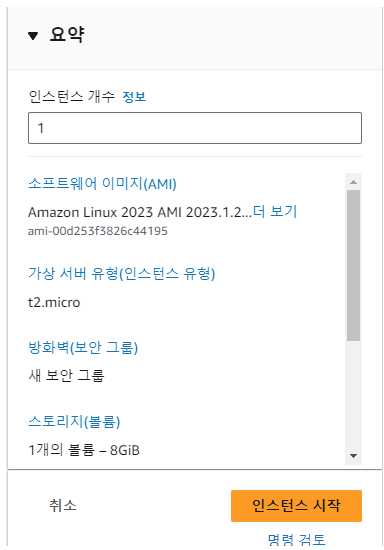 ▼ 요약
인스턴스 개수 정보
1
소프트웨어 이미지(AMI)
Amazon Linux 2023 AMI 2023.1.2...더 보기
ami-00d253f3826c44195
가상 서버 유형(인스턴스 유형)
t2.micro
방화벽(보안 그룹)
새 보안 그룹
스토리지(볼륨)
1개의 볼륨 – 8GiB
취소 인스턴스 시작
명령 검토